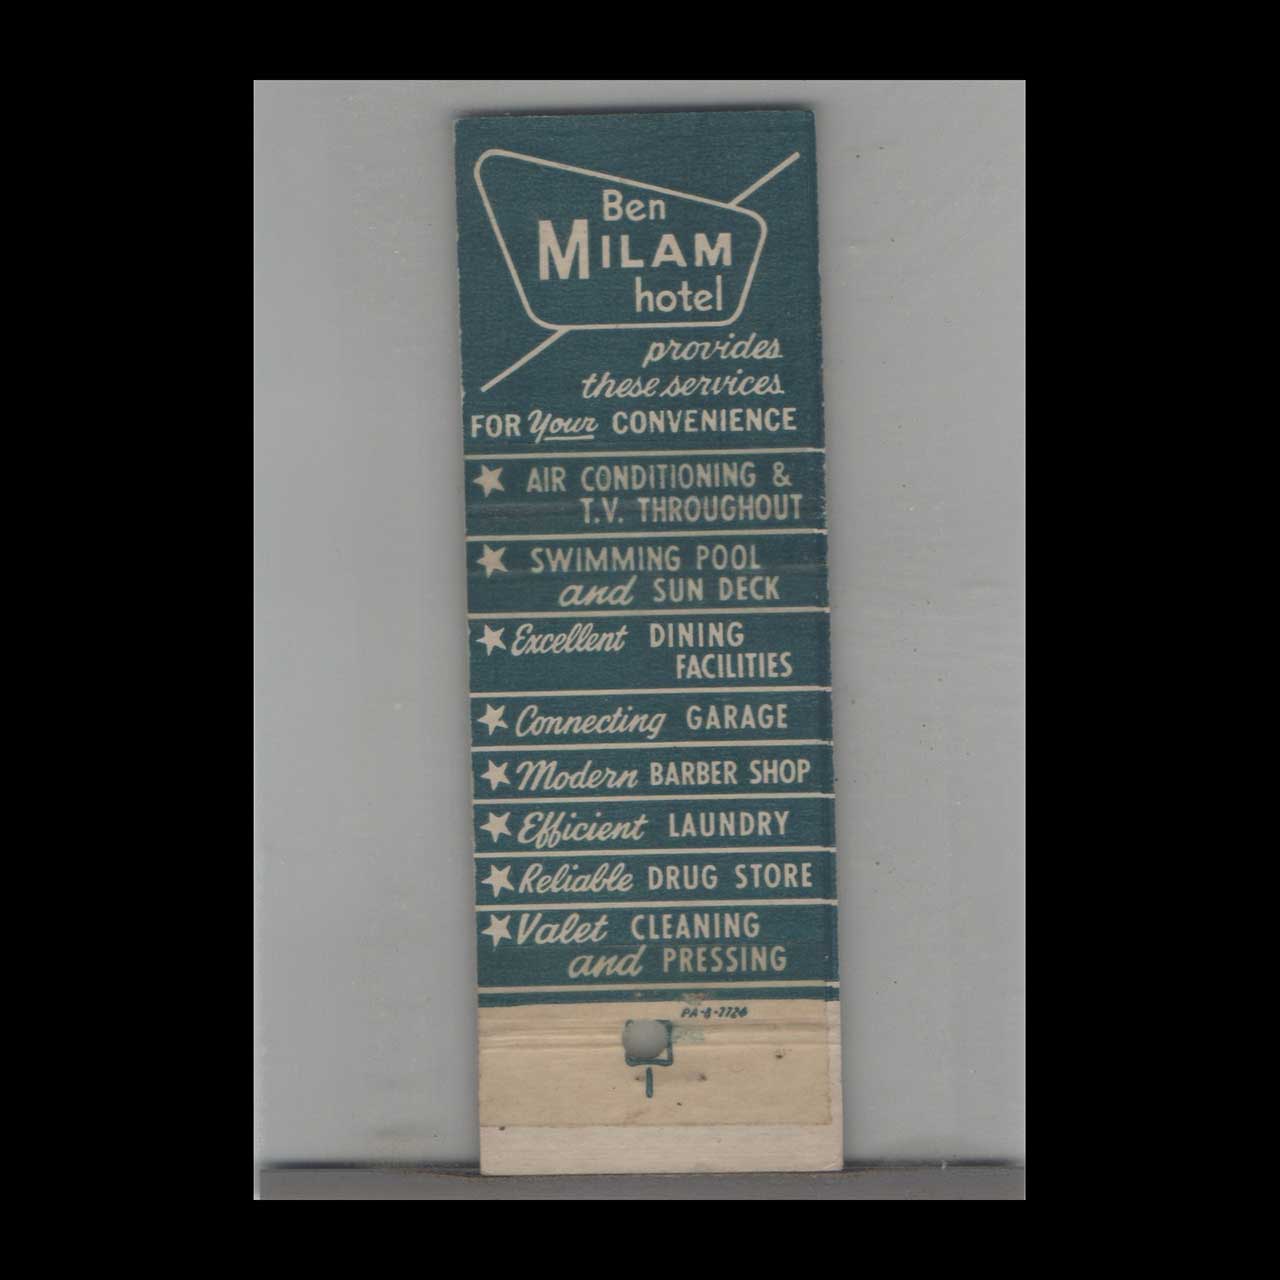 Ben
MILAM
hotel
provides
these services
FOR Your CONVENIENCE
AIR CONDITIONING &
T.V. THROUGHOUT
SWIMMING POOL
and SUN DECK
Excellent DINING
FACILITIES
Connecting GARAGE
Modern BARBER SHOP
Efficient LAUNDRY
Reliable DRUG STORE
Valet CLEANING
and PRESSING
PA-8-7726